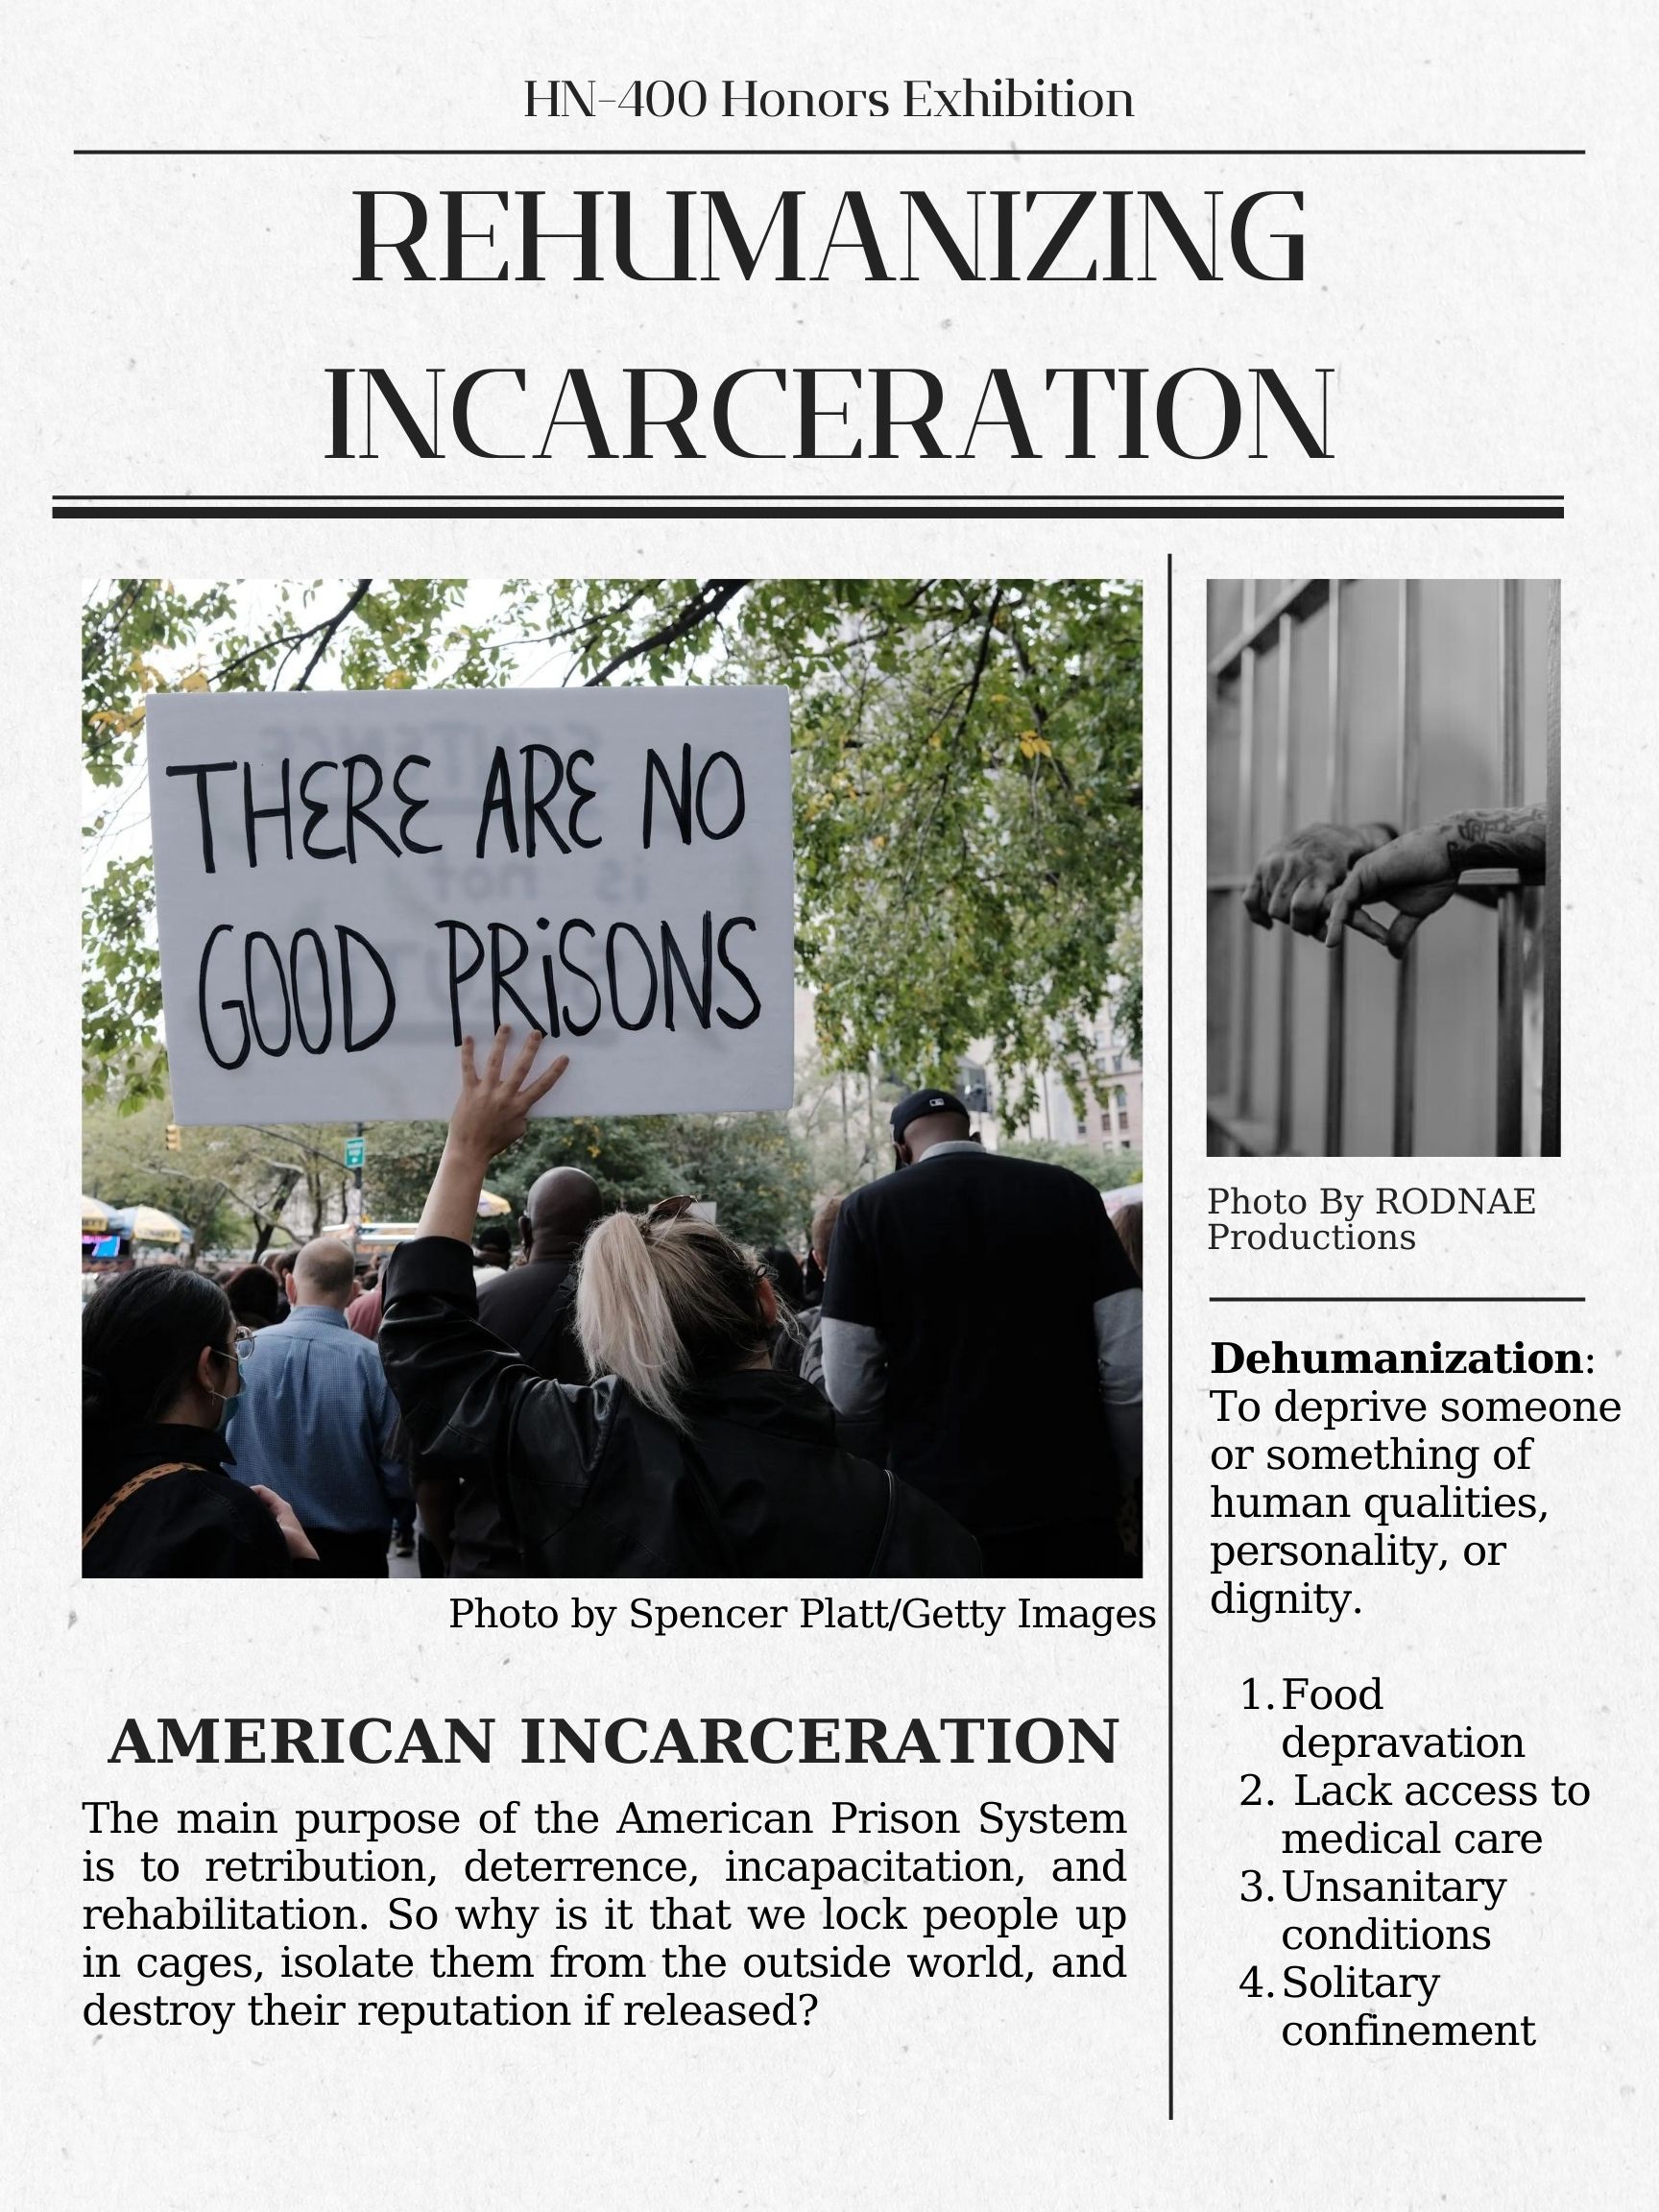 HN-400 Honors Exhibition
REHUMANIZING
INCARCERATION
THERE ARE NO
GOOD PRiSONS
is not
Photo by Spencer Platt/Getty Images
AMERICAN INCARCERATION
The main purpose of the American Prison System
is to retribution, deterrence, incapacitation, and
rehabilitation. So why is it that we lock people up
in cages, isolate them from the outside world, and
destroy their reputation if released?
Photo By RODNAE
Productions
Dehumanization:
To deprive someone
or something of
human qualities,
personality, or
dignity.
1. Food
depravation
2. Lack access to
medical care
3. Unsanitary
conditions
4. Solitary
confinement